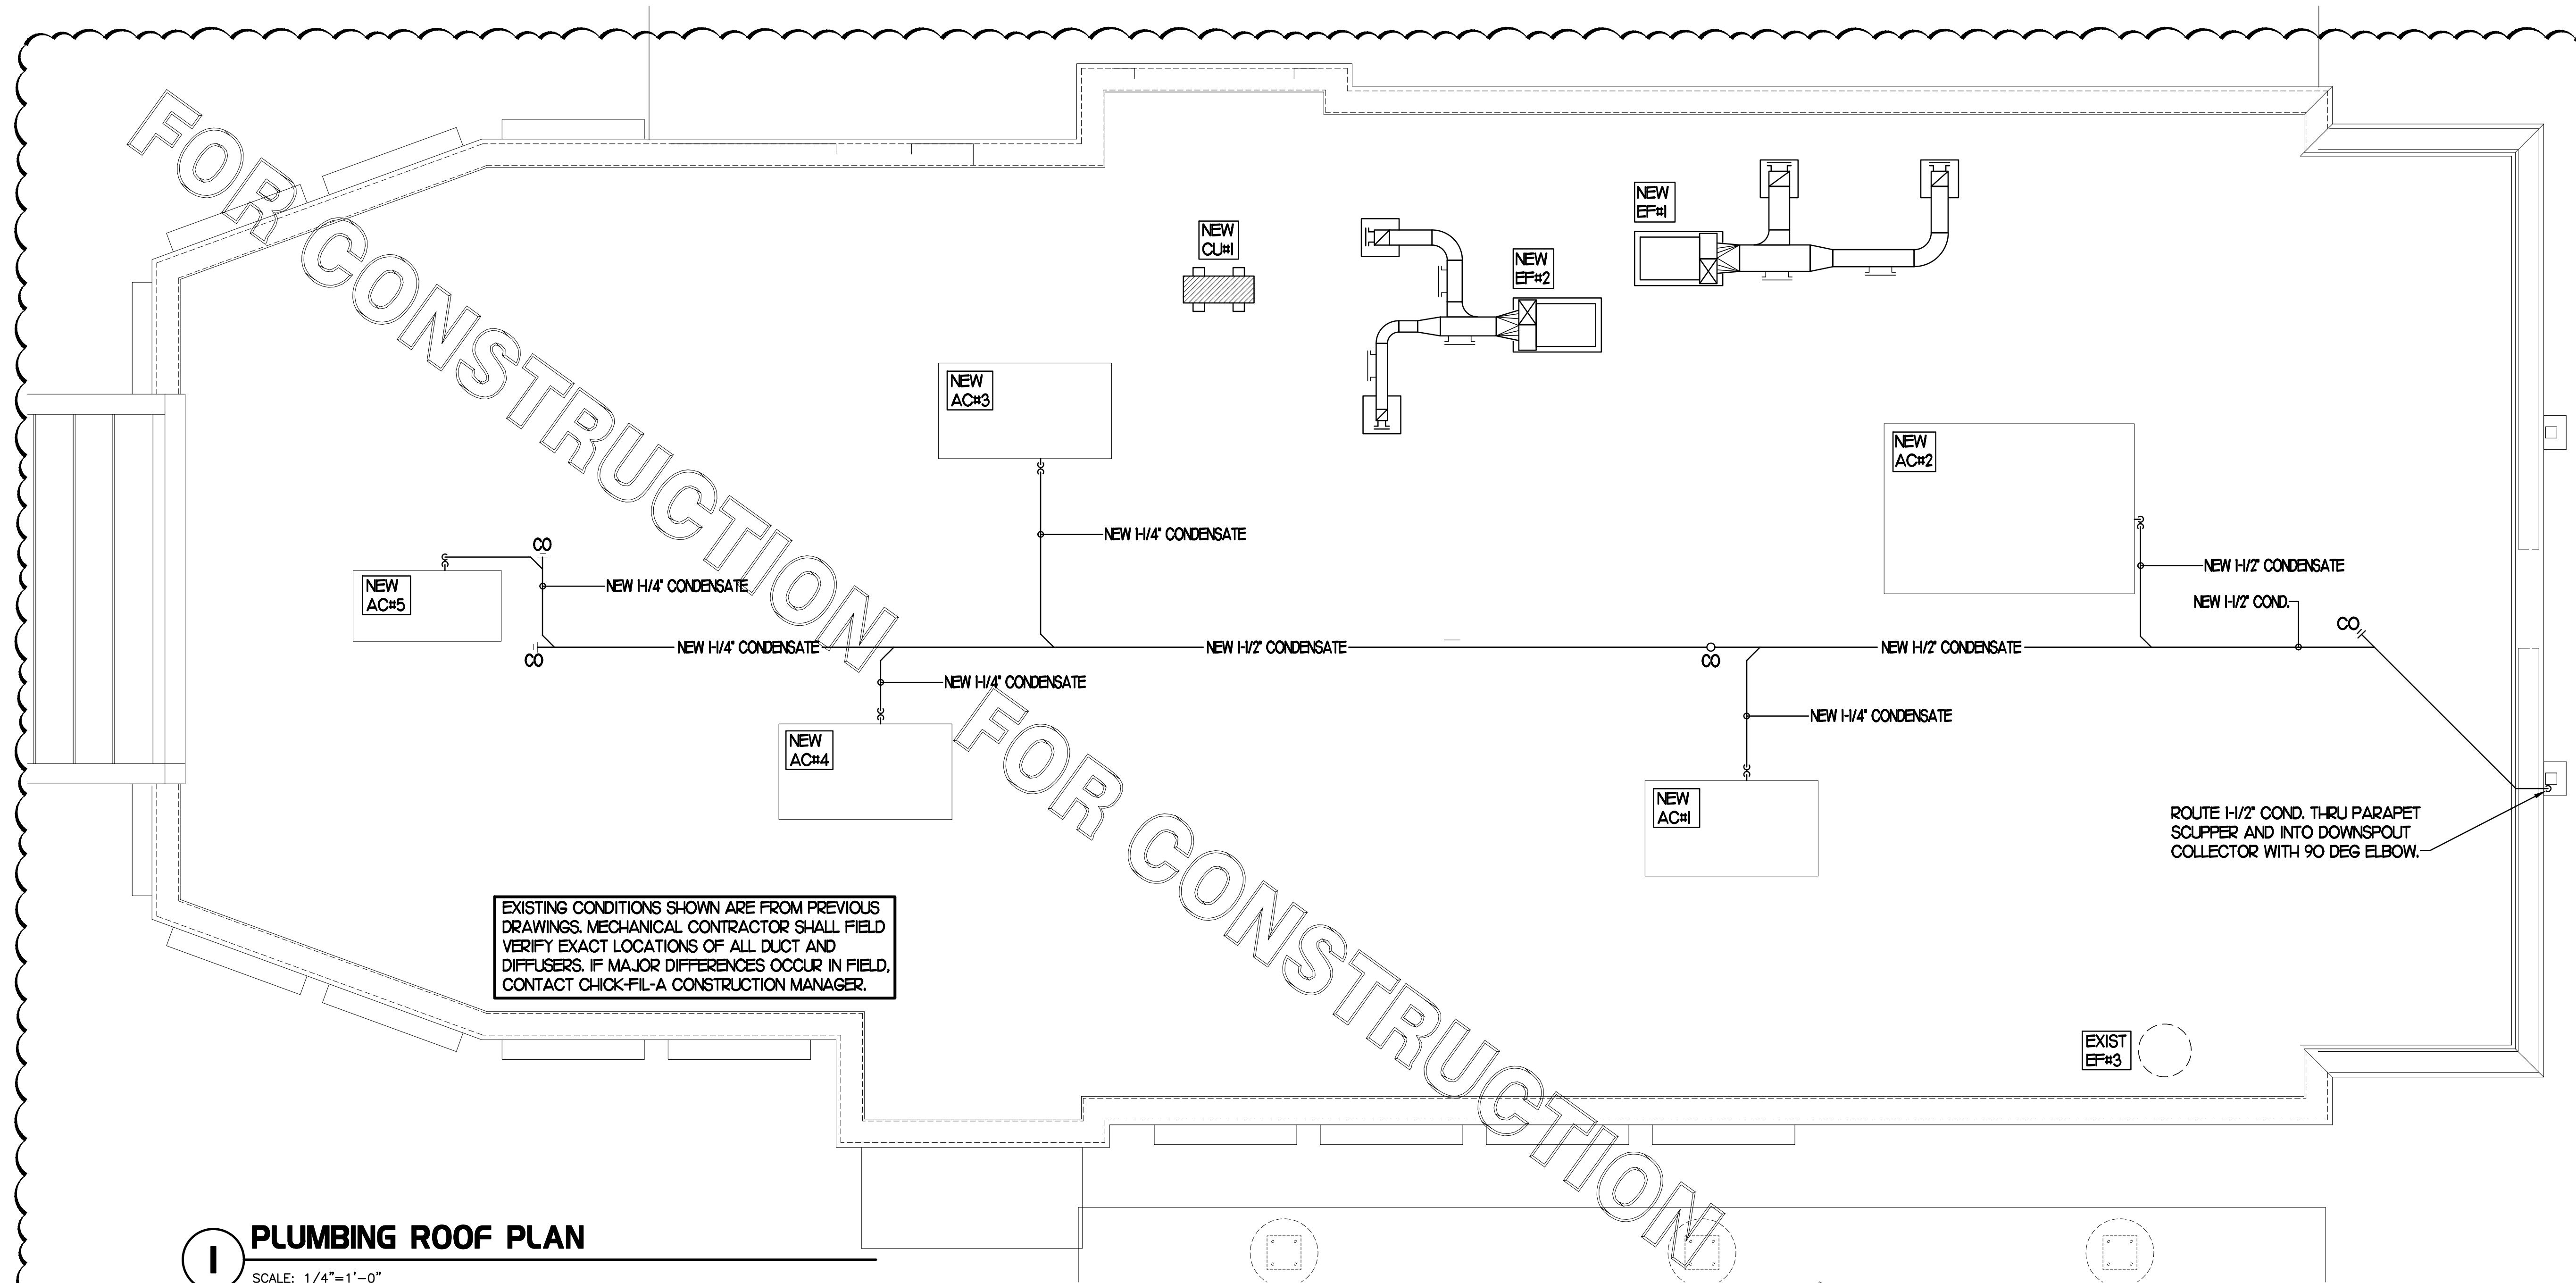 FOR CONSTRUCTION
NEW
EF#1
NEW
CU#1
NEW
EF#2
NEW
AC#3
NEW
AC#2
NEW 1-1/4" CONDENSATE
CO
NEW 1-1/4" CONDENSATE
NEW
AC#5
NEW 1-1/2" CONDENSATE
NEW 1-1/2" COND.
CO
CO
NEW 1-1/4" CONDENSATE
NEW 1-1/2" CONDENSATE
CO
NEW 1-1/2" CONDENSATE
NEW 1-1/4" CONDENSATE
NEW 1-1/4" CONDENSATE
NEW
AC#4
FOR CONSTRUCTION
NEW
AC#1
ROUTE 1-1/2" COND. THRU PARAPET
SCUPPER AND INTO DOWNSPOUT
COLLECTOR WITH 90 DEG ELBOW.
EXISTING CONDITIONS SHOWN ARE FROM PREVIOUS
DRAWINGS. MECHANICAL CONTRACTOR SHALL FIELD
VERIFY EXACT LOCATIONS OF ALL DUCT AND
DIFFUSERS. IF MAJOR DIFFERENCES OCCUR IN FIELD,
CONTACT CHICK-FIL-A CONSTRUCTION MANAGER.
EXIST
EF#3
1
PLUMBING ROOF PLAN
SCALE: 1/4"=1'-0"